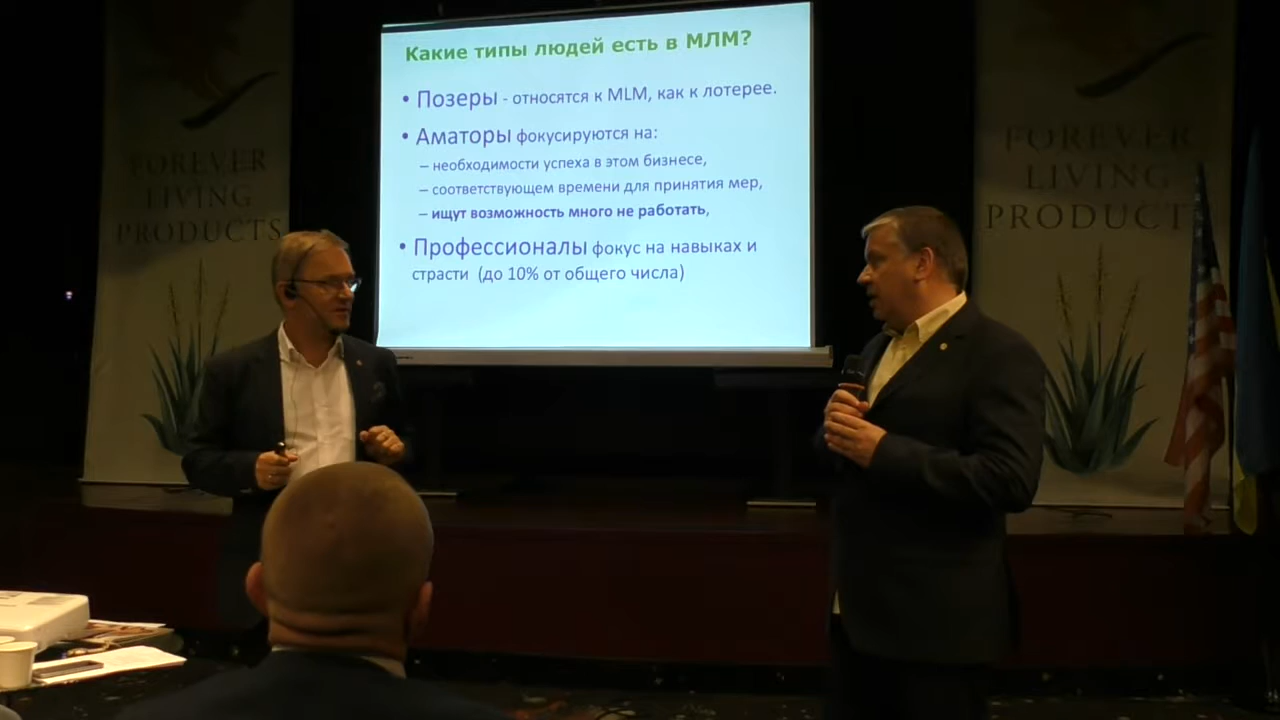 Какие типы людей есть в МЛМ?
• Позеры - относятся к MLM, как к лотерее.
• Аматоры фокусируются на:
– необходимости успеха в этом бизнесе,
– соответствующем времени для принятия мер,
– ищут возможность много не работать,
• Профессионалы фокус на навыках и
страсти (до 10% от общего числа)
FOREVER
LIVING
PRODUCTS
FOREVER
LIVING
PRODUCT